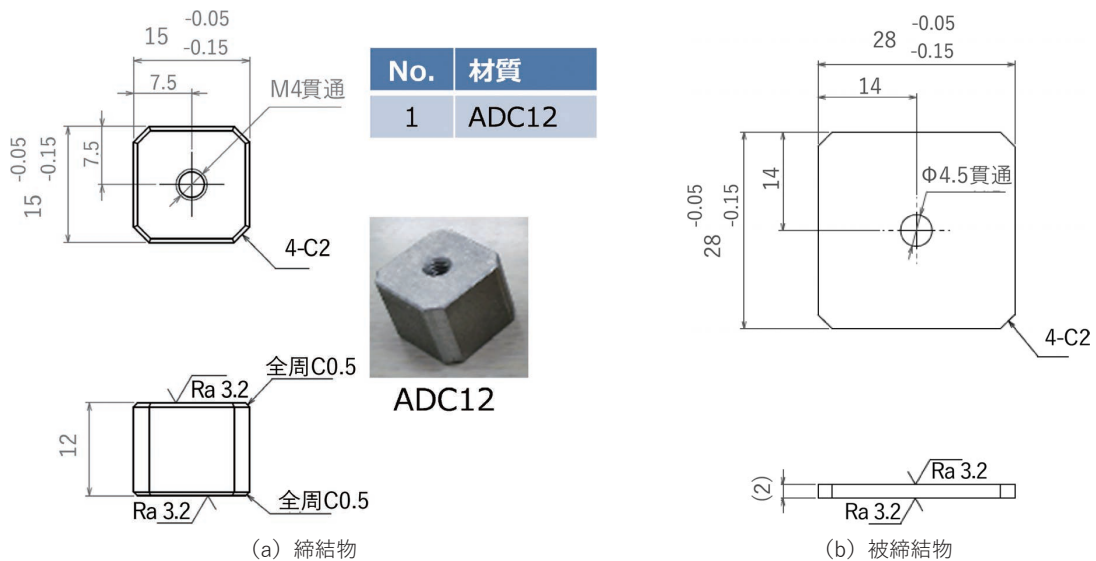 15 -0.05
-0.15
7.5
M4貫通
15 -0.05
-0.15
7.5
4-C2
No. 材質
1 ADC12
ADC12
全周C0.5
Ra 3.2
12
全周C0.5
Ra 3.2
(a) 締結物
28 -0.05
-0.15
14
Φ4.5貫通
28 -0.05
-0.15
14
4-C2
Ra 3.2
(2)
Ra 3.2
(b) 被締結物